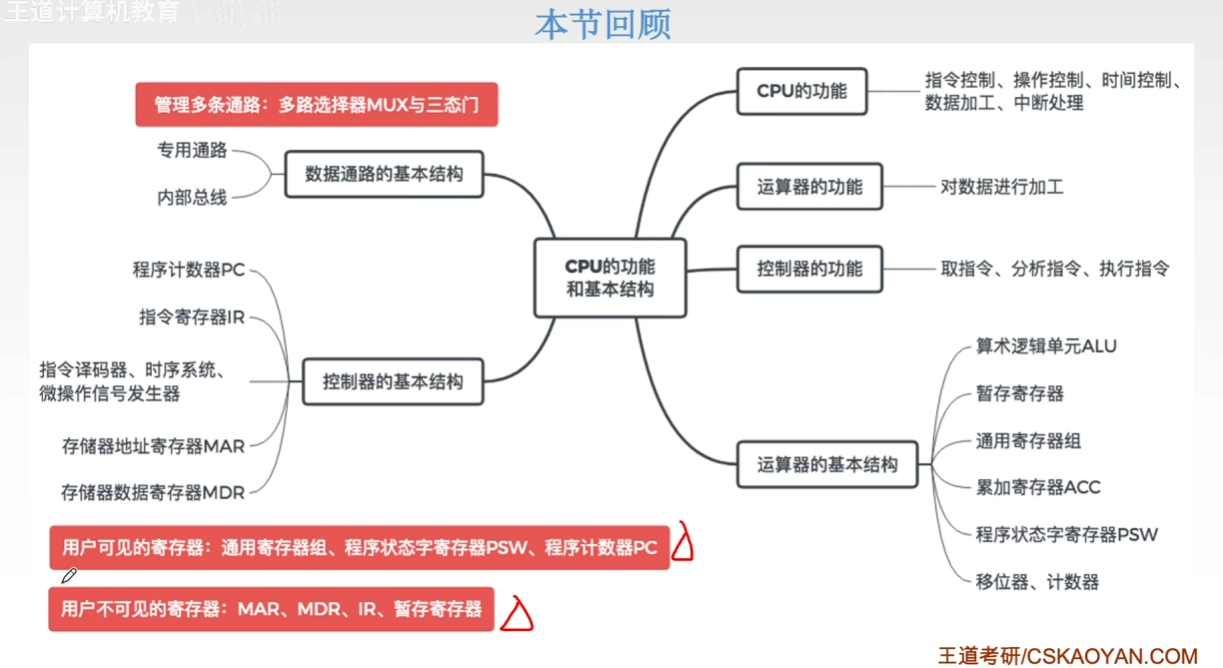 王道计算机教育
本节回顾
管理多条通路：多路选择器MUX与三态门
专用通路
内部总线
数据通路的基本结构
程序计数器PC
指令寄存器IR
指令译码器、时序系统、
微操作信号发生器
存储器地址寄存器MAR
存储器数据寄存器MDR
控制器的基本结构
CPU的功能
和基本结构
CPU的功能
指令控制、操作控制、时间控制、
数据加工、中断处理
运算器的功能
对数据进行加工
控制器的功能
取指令、分析指令、执行指令
运算器的基本结构
算术逻辑单元ALU
暂存寄存器
通用寄存器组
累加寄存器ACC
程序状态字寄存器PSW
移位器、计数器
用户可见的寄存器：通用寄存器组、程序状态字寄存器PSW、程序计数器PC
用户不可见的寄存器：MAR、MDR、IR、暂存寄存器
王道考研/CSKAOYAN.COM